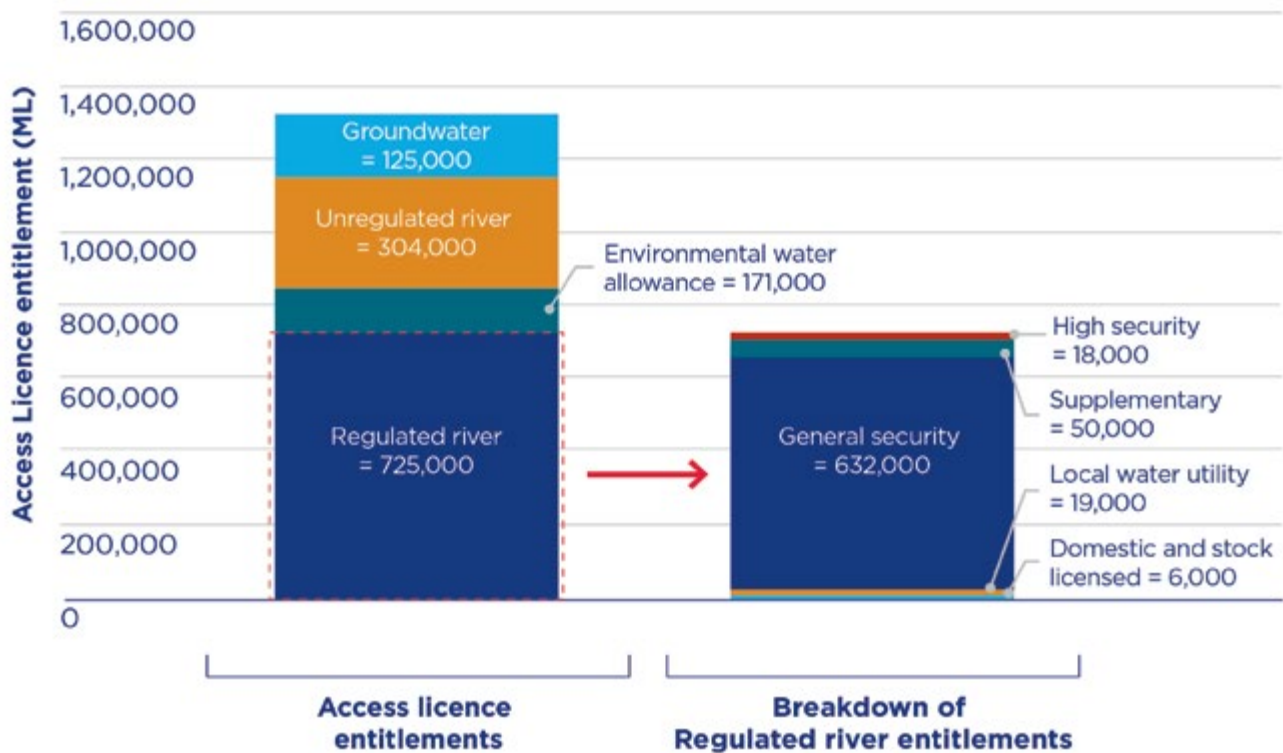 Access Licence entitlement (ML)
1,600,000
1,400,000
1,200,000
1,000,000
800,000
600,000
400,000
200,000
0
Groundwater
= 125,000
Unregulated river
= 304,000
Environmental water
allowance = 171,000
Regulated river
= 725,000
High security
= 18,000
Supplementary
= 50,000
General security
= 632,000
Local water utility
= 19,000
Domestic and stock
licensed = 6,000
Access licence
entitlements
Breakdown of
Regulated river entitlements